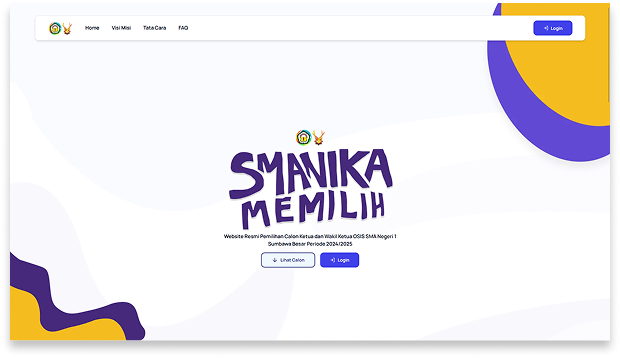 Home Visi Misi Tata Cara FAQ Login
SMANIKA
MEMILIH
Website Resmi Pemilihan Calon Ketua dan Wakil Ketua OSIS SMA Negeri 1
Sumbawa Besar Periode 2024/2025
Lihat Calon Login